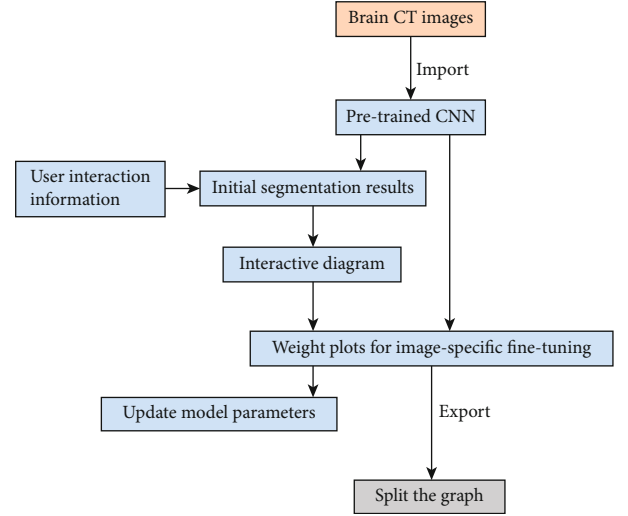 Brain CT images
Import
Pre-trained CNN
User interaction
information
Initial segmentation results
Interactive diagram
Weight plots for image-specific fine-tuning
Update model parameters
Export
Split the graph